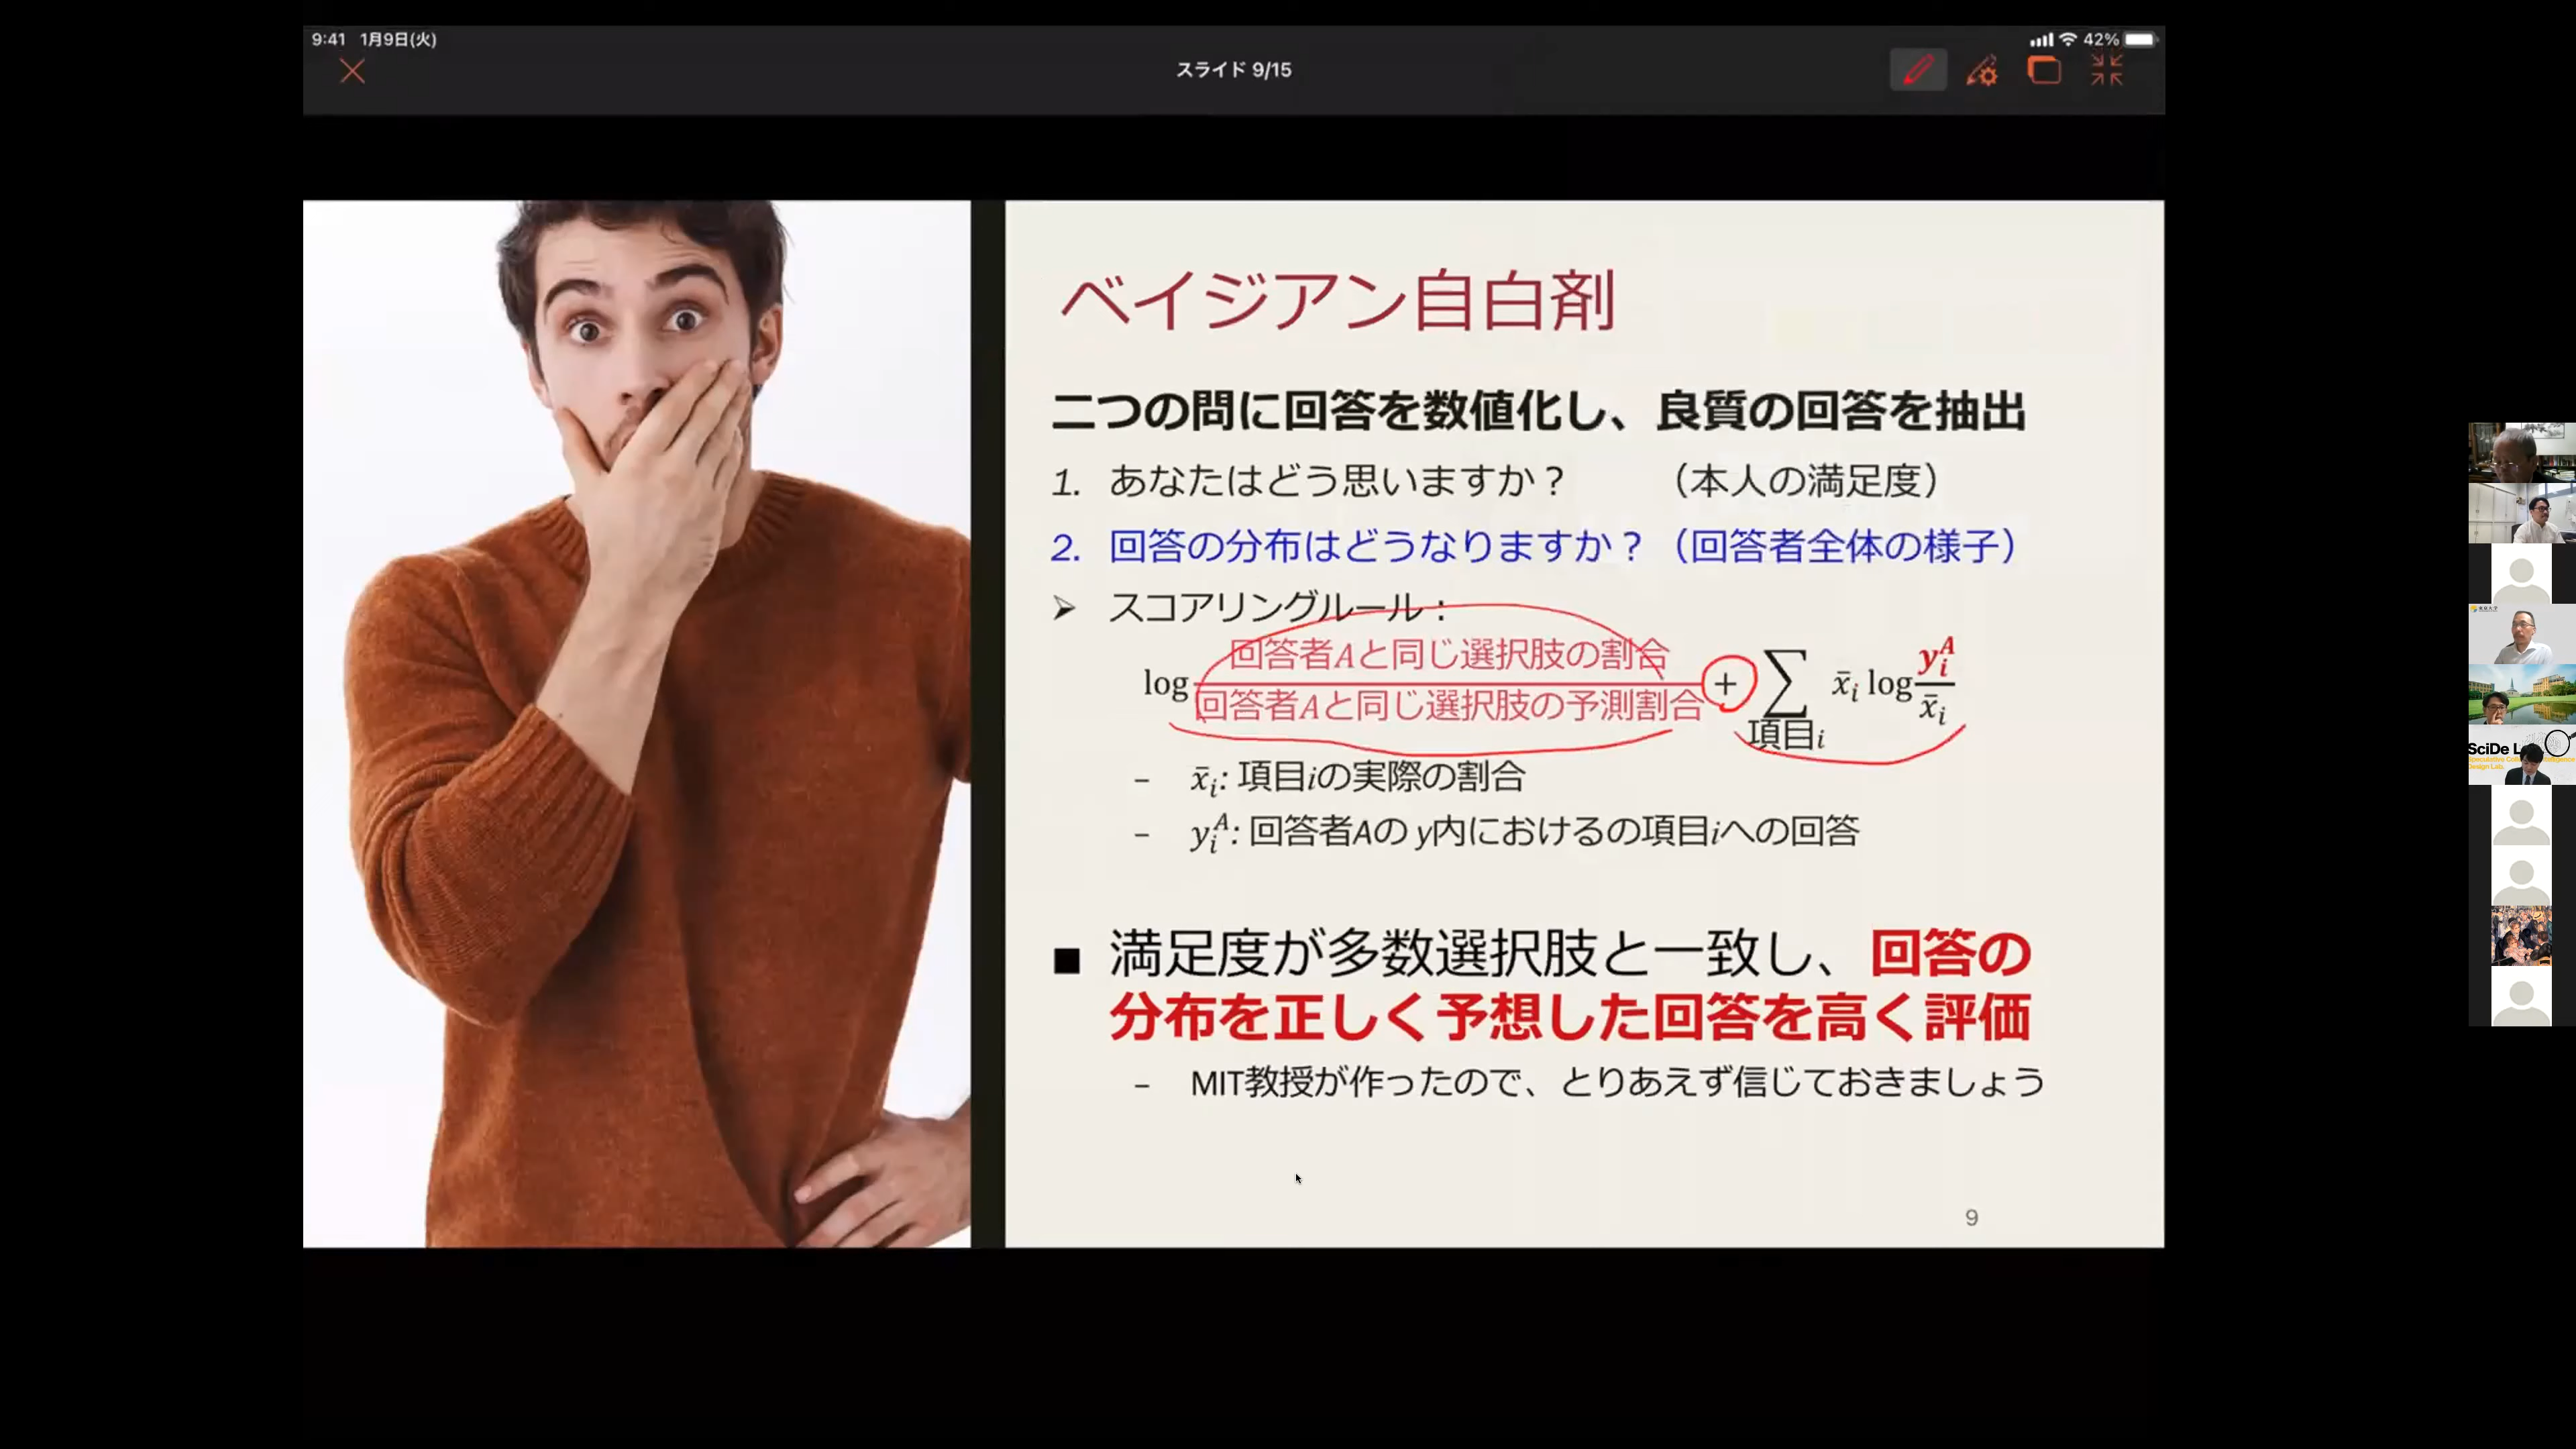 9:41 1月9日(火)
42%
スライド 9/15
ベイジアン自白剤
二つの問に回答を数値化し、良質の回答を抽出
1. あなたはどう思いますか？ （本人の満足度）
2. 回答の分布はどうなりますか？（回答者全体の様子）
➢ スコアリングルール：
log 回答者Aと同じ選択肢の割合 / 回答者Aと同じ選択肢の予測割合 + ∑ 項目i x̄ᵢ log yᵢᴬ / x̄ᵢ
– x̄ᵢ: 項目iの実際の割合
– yᵢᴬ: 回答者Aの y内におけるの項目iへの回答
■ 満足度が多数選択肢と一致し、回答の
分布を正しく予想した回答を高く評価
– MIT教授が作ったので、とりあえず信じておきましょう
9
SciDe L
Design Lab.